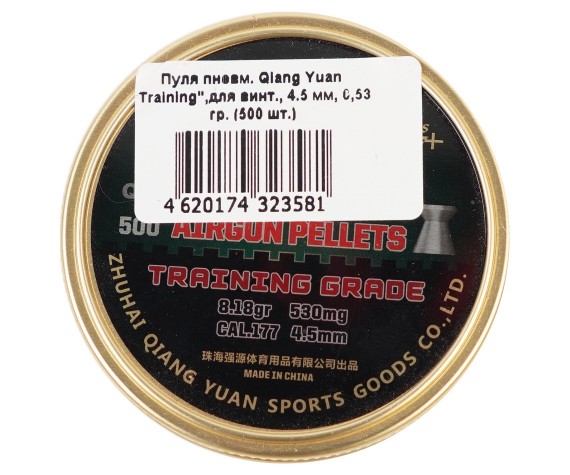 Пуля пневм. Qiang Yuan
Training",для винт., 4.5 мм, 0,53
гр. (500 шт.)
4 620174 323581
500 AIRGUN PELLETS
TRAINING GRADE
8.18gr 530mg
CAL.177 4.5mm
珠海强源体育用品有限公司出品
MADE IN CHINA
ZHUHAI QIANG YUAN SPORTS GOODS CO.,LTD.